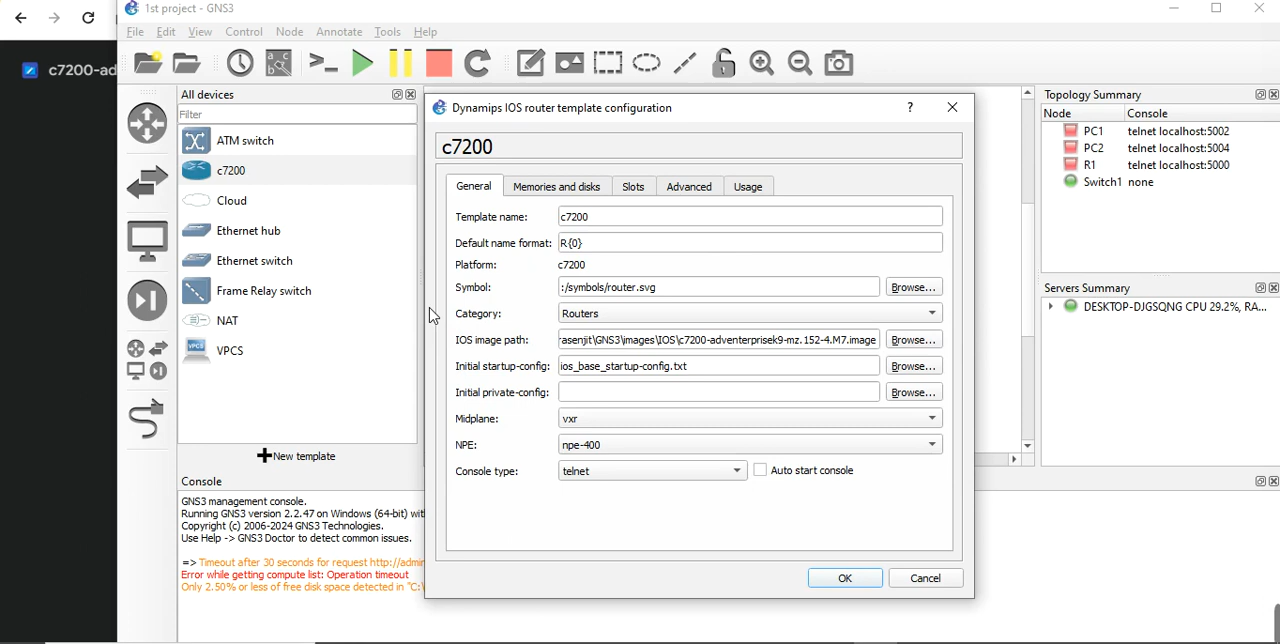 1st project - GNS3
File Edit View Control Node Annotate Tools Help
c7200-ad
All devices
Filter
ATM switch
c7200
Cloud
Ethernet hub
Ethernet switch
Frame Relay switch
NAT
VPCS
New template
Dynamips IOS router template configuration
c7200
General Memories and disks Slots Advanced Usage
Template name: c7200
Default name format: R{0}
Platform: c7200
Symbol: :/symbols/router.svg Browse...
Category: Routers
IOS image path: rasenjit\GNS3\images\IOS\c7200-adventerprisek9-mz.152-4.M7.image Browse...
Initial startup-config: ios_base_startup-config.txt Browse...
Initial private-config: Browse...
Midplane: vxr
NPE: npe-400
Console type: telnet Auto start console
OK Cancel
Topology Summary
Node Console
PC1 telnet localhost:5002
PC2 telnet localhost:5004
R1 telnet localhost:5000
Switch1 none
Servers Summary
DESKTOP-DJGSQNG CPU 29.2%, RA...
Console
GNS3 management console.
Running GNS3 version 2.2.47 on Windows (64-bit) wit
Copyright (c) 2006-2024 GNS3 Technologies.
Use Help -> GNS3 Doctor to detect common issues.
=> Timeout after 30 seconds for request http://admin
Error while getting compute list: Operation timeout
Only 2.50% or less of free disk space detected in "C:\